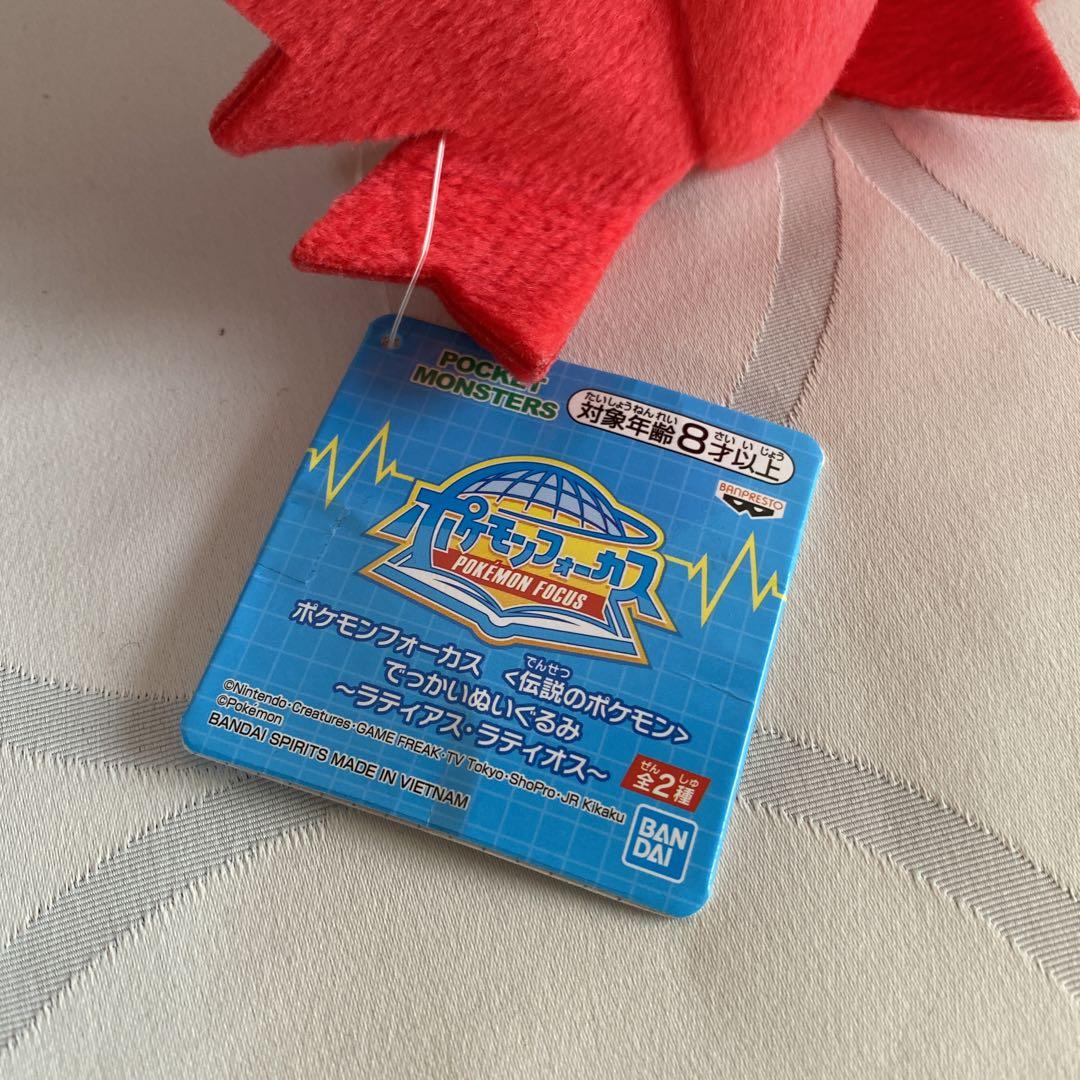 POCKET
MONSTERS
たいしょうねんれい さい いじょう
対象年齢8才以上
BANPRESTO
ポケモンフォーカス
POKÉMON FOCUS
ポケモンフォーカス <伝説のポケモン>
でんせつ
でっかいぬいぐるみ
~ラティアス・ラティオス~
©Nintendo・Creatures・GAME FREAK・TV Tokyo・ShoPro・JR Kikaku
©Pokémon
BANDAI SPIRITS MADE IN VIETNAM
ぜん しゅ
全2種
BAN
DAI